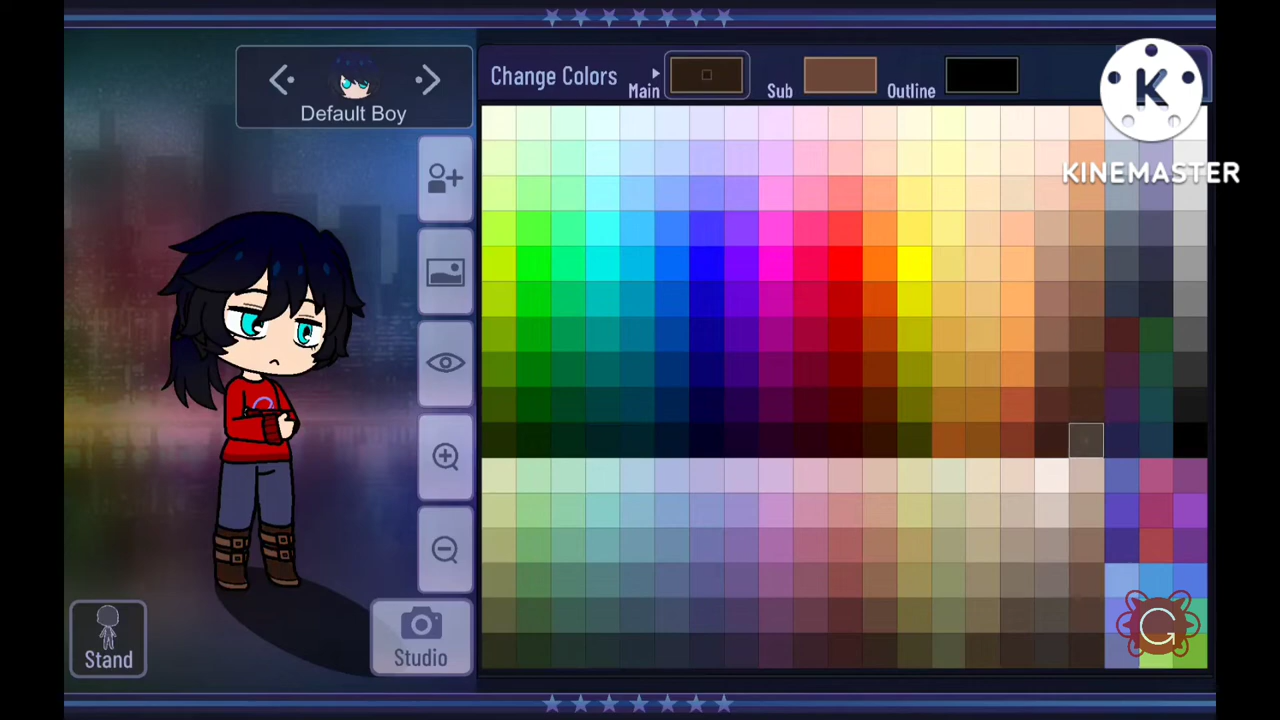 Change Colors
Main
Sub
Outline
K
KINEMASTER
Default Boy
Stand
Studio
G